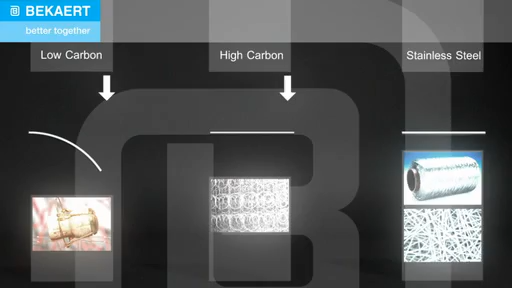 BEKAERT
better together
Low Carbon
High Carbon
Stainless Steel